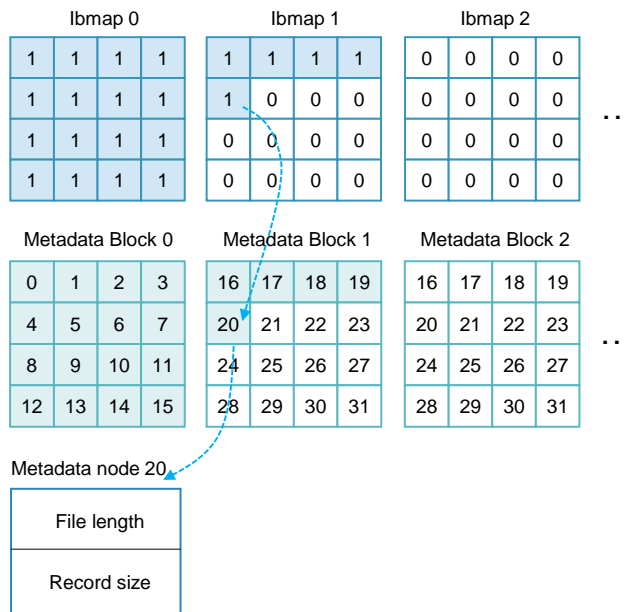 Ibmap 0 Ibmap 1 Ibmap 2
1 1 1 1 1 1 1 1 0 0 0 0
1 1 1 1 1 0 0 0 0 0 0 0
1 1 1 1 0 0 0 0 0 0 0 0
1 1 1 1 0 0 0 0 0 0 0 0
..
Metadata Block 0 Metadata Block 1 Metadata Block 2
0 1 2 3 16 17 18 19 16 17 18 19
4 5 6 7 20 21 22 23 20 21 22 23
8 9 10 11 24 25 26 27 24 25 26 27
12 13 14 15 28 29 30 31 28 29 30 31
..
Metadata node 20
File length
Record size